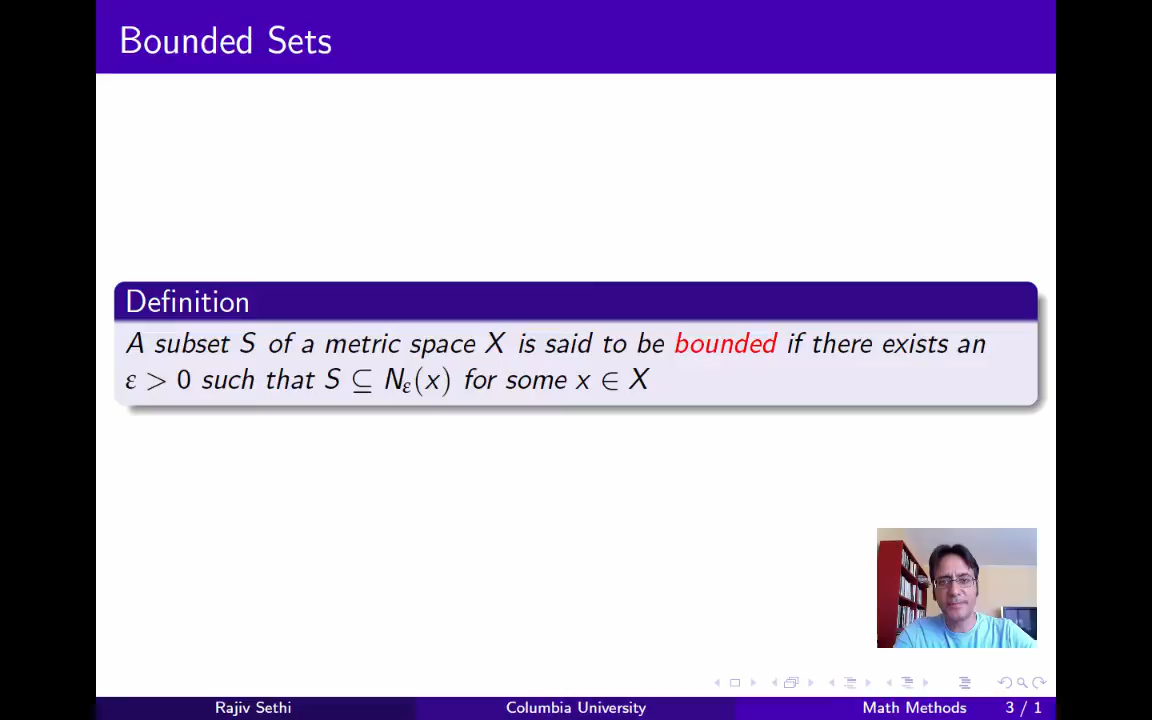 Bounded Sets
Definition
A subset S of a metric space X is said to be bounded if there exists an
ε > 0 such that S ⊆ Nε(x) for some x ∈ X
Rajiv Sethi Columbia University Math Methods 3 / 1